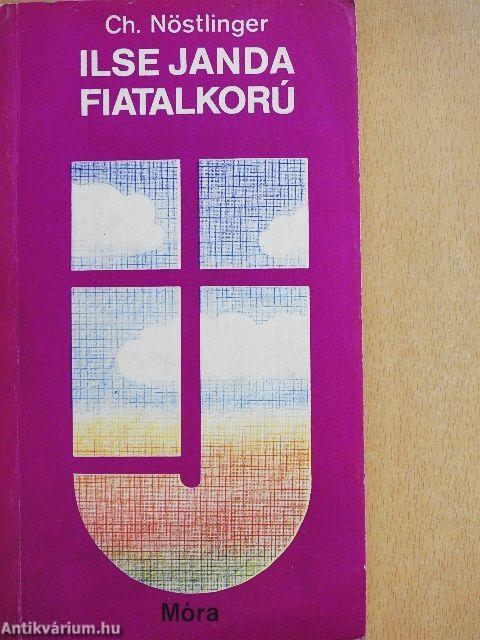 Ch. Nöstlinger
ILSE JANDA
FIATALKORÚ
Móra
Antikvárium.hu